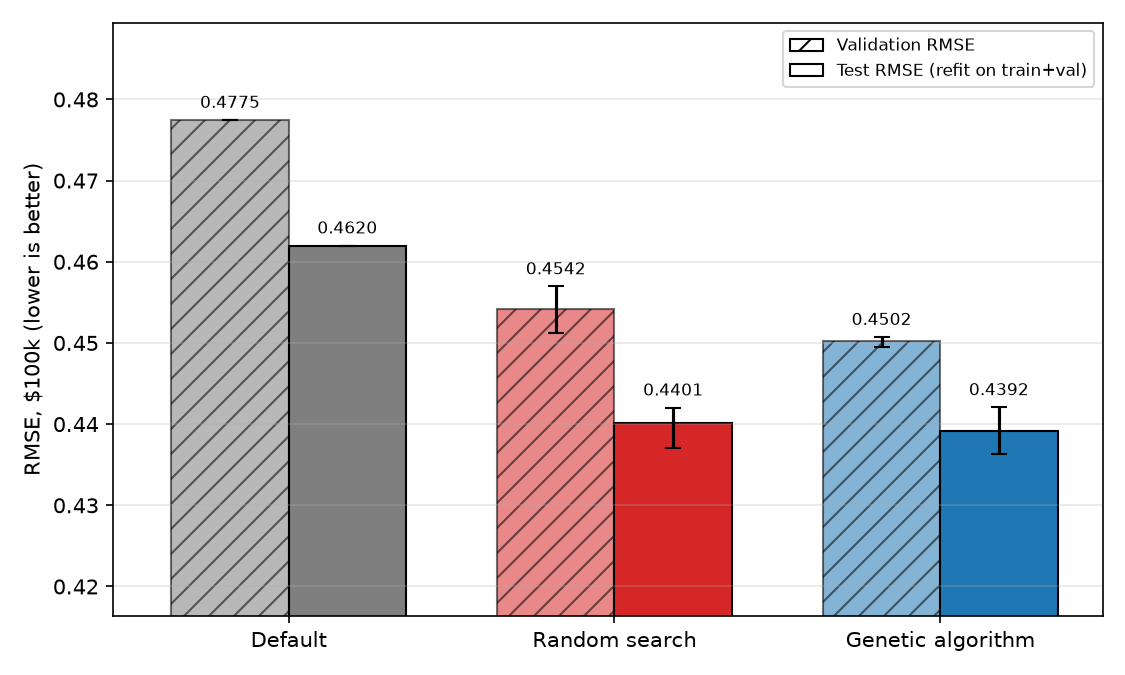 Validation RMSE
Test RMSE (refit on train+val)
RMSE, $100k (lower is better)
0.48
0.47
0.46
0.45
0.44
0.43
0.42
0.4775
0.4620
0.4542
0.4401
0.4502
0.4392
Default
Random search
Genetic algorithm